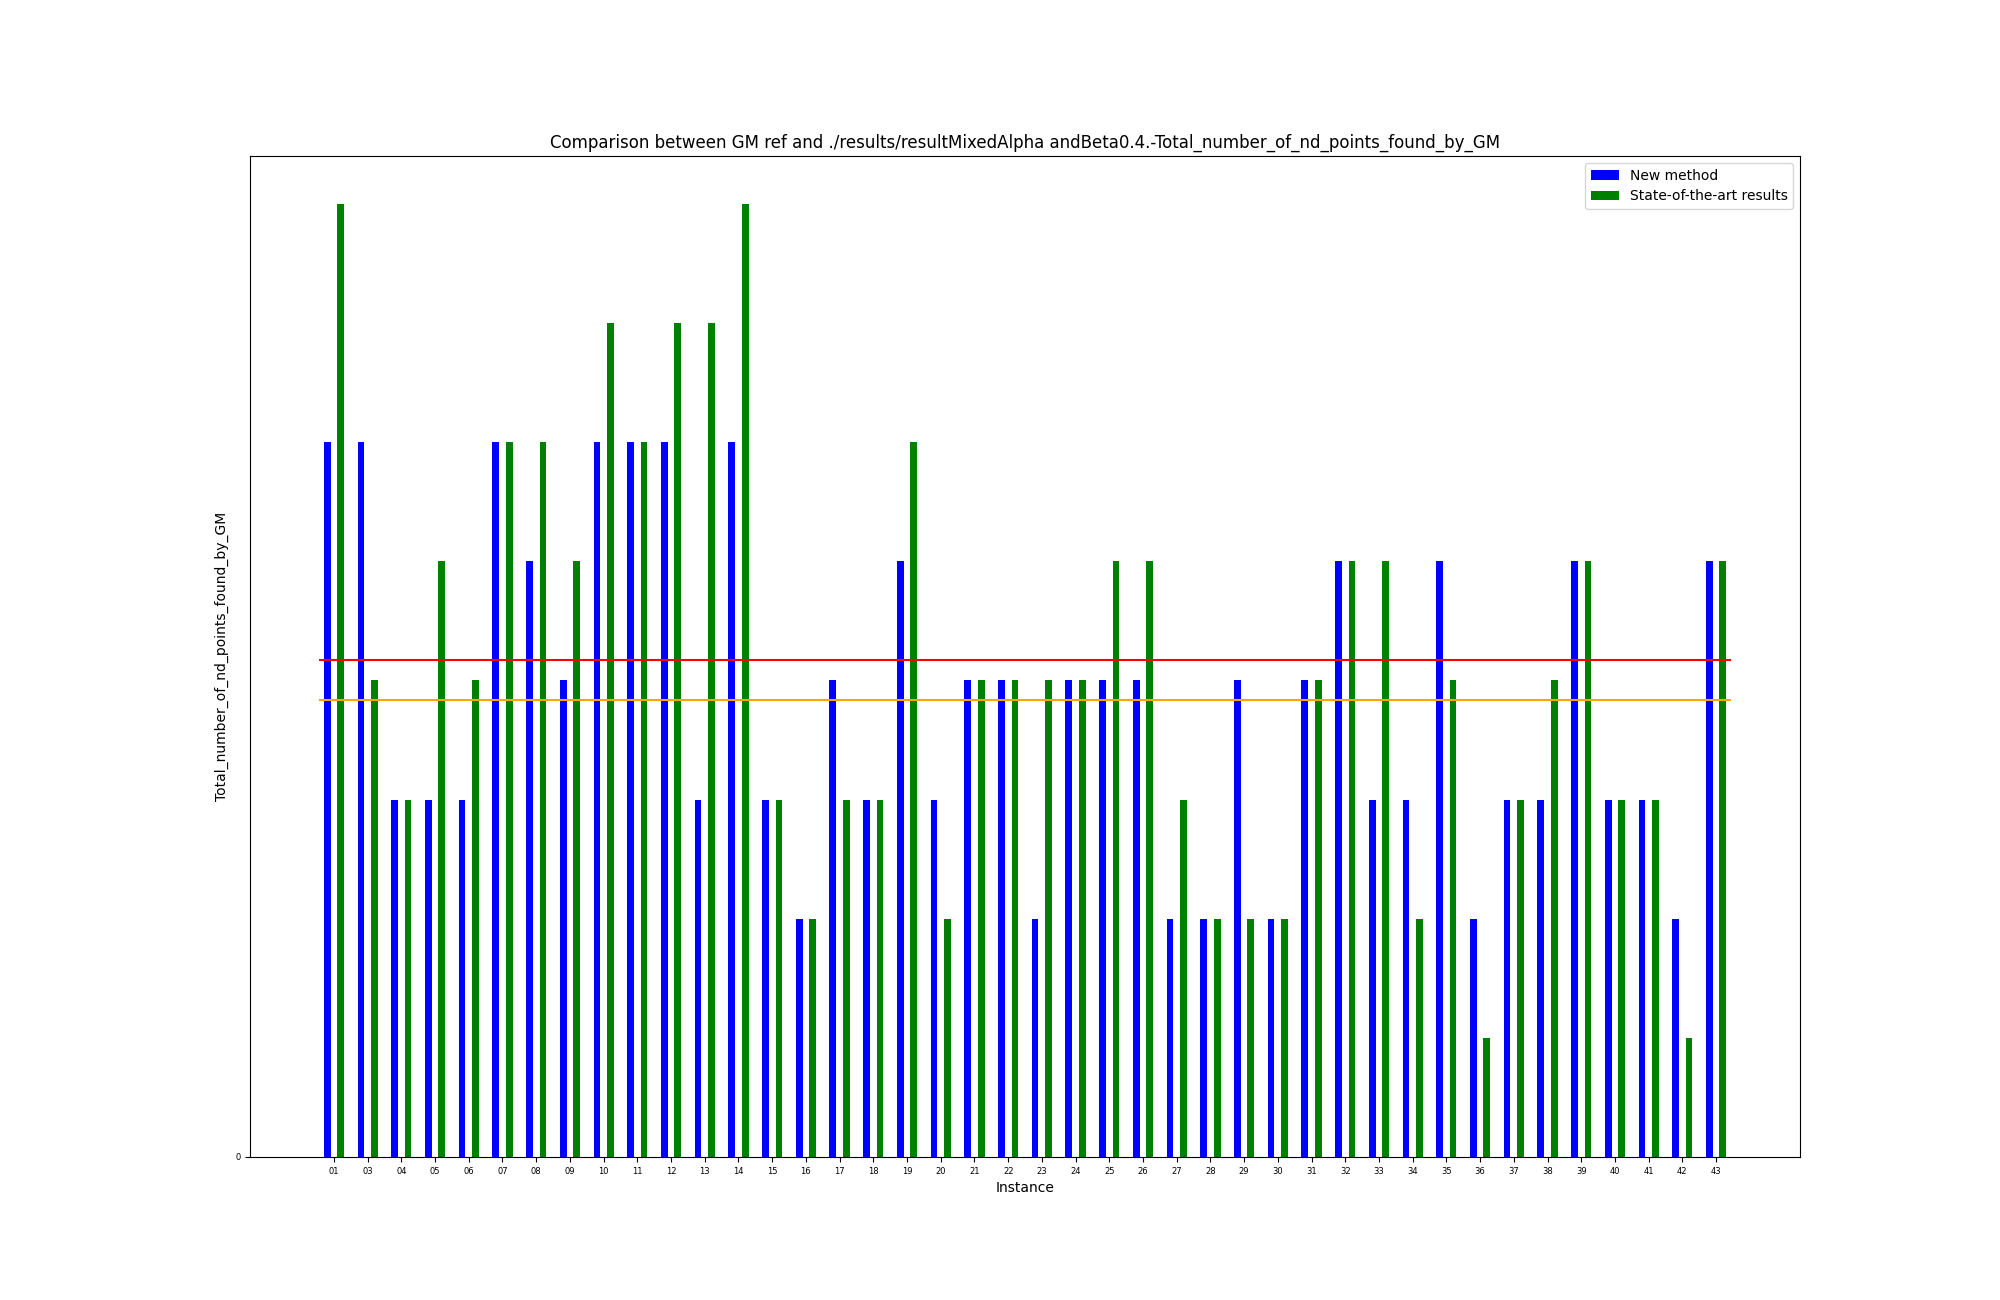 Comparison between GM ref and ./results/resultMixedAlpha andBeta0.4.-Total_number_of_nd_points_found_by_GM
New method
State-of-the-art results
Total_number_of_nd_points_found_by_GM
0
01 03 04 05 06 07 08 09 10 11 12 13 14 15 16 17 18 19 20 21 22 23 24 25 26 27 28 29 30 31 32 33 34 35 36 37 38 39 40 41 42 43
Instance